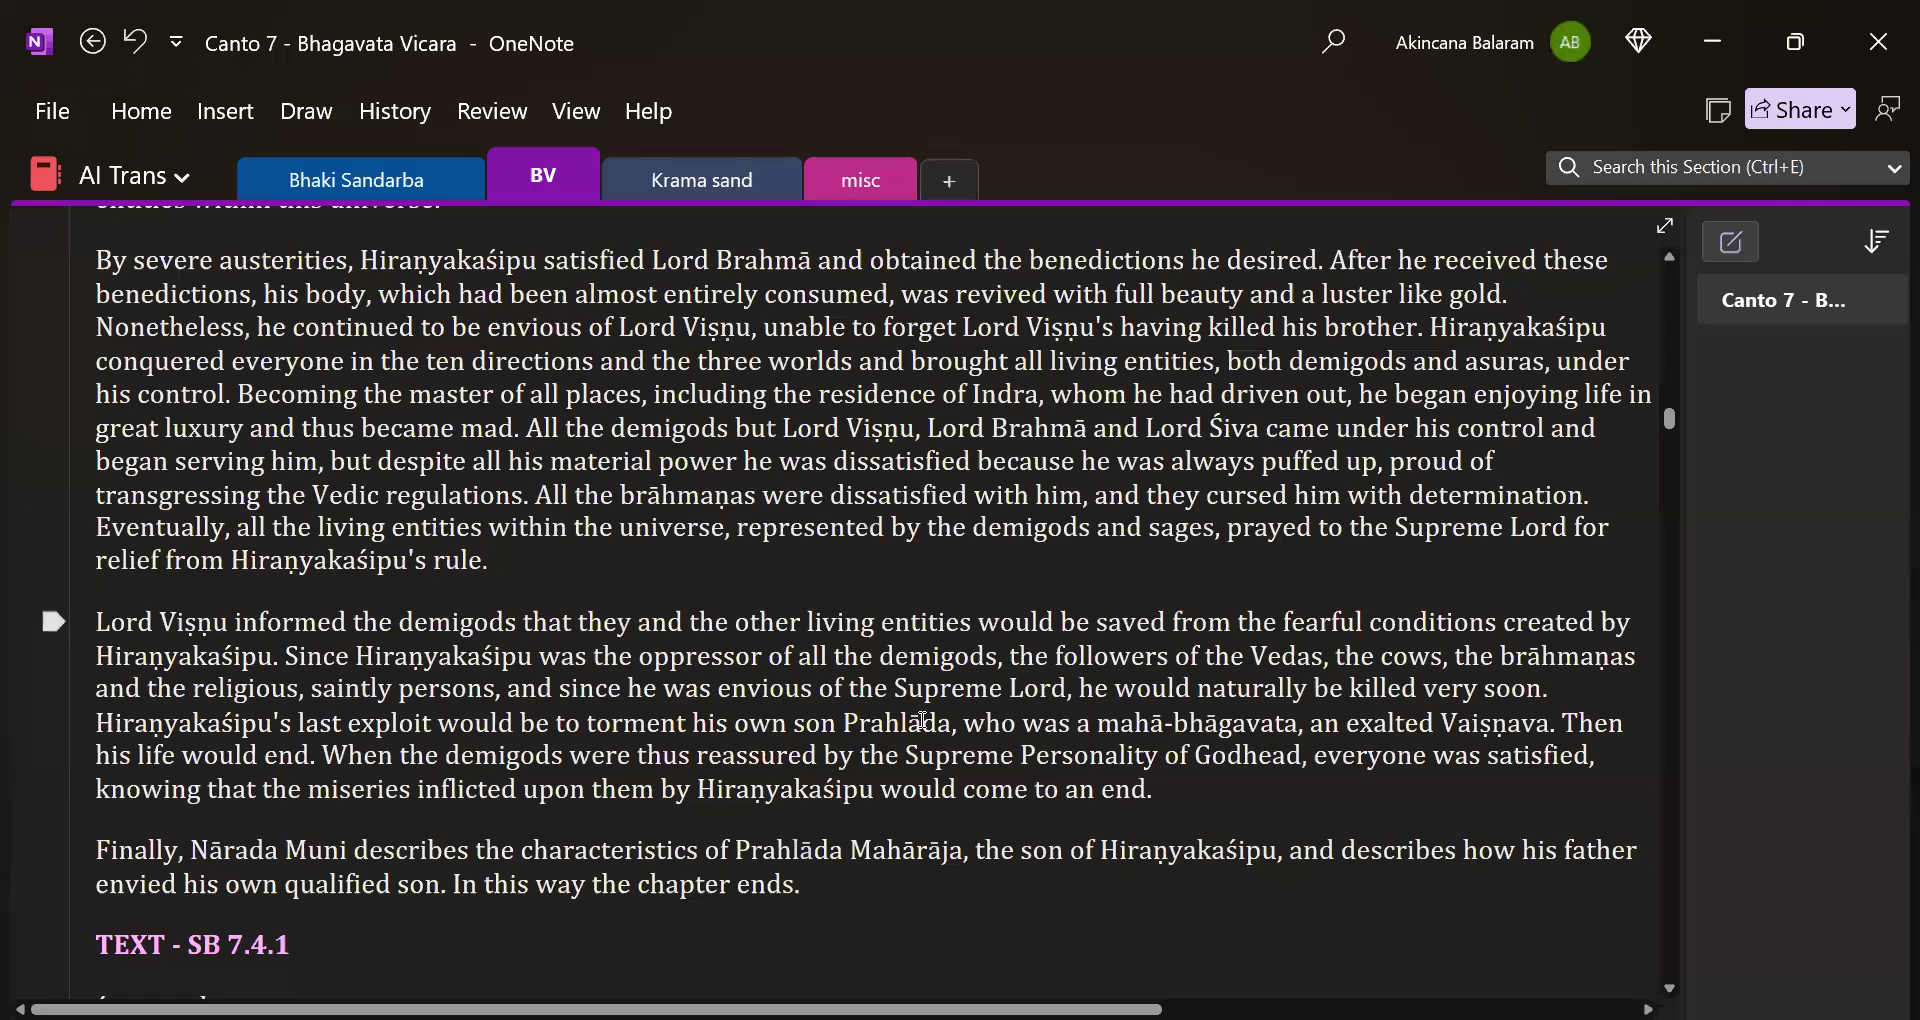 Canto 7 - Bhagavata Vicara - OneNote
Akincana Balaram
AB
File Home Insert Draw History Review View Help
Share
AI Trans
Bhaki Sandarba
BV
Krama sand
misc
+
Search this Section (Ctrl+E)
Canto 7 - B...
By severe austerities, Hiraṇyakaśipu satisfied Lord Brahmā and obtained the benedictions he desired. After he received these
benedictions, his body, which had been almost entirely consumed, was revived with full beauty and a luster like gold.
Nonetheless, he continued to be envious of Lord Viṣṇu, unable to forget Lord Viṣṇu's having killed his brother. Hiraṇyakaśipu
conquered everyone in the ten directions and the three worlds and brought all living entities, both demigods and asuras, under
his control. Becoming the master of all places, including the residence of Indra, whom he had driven out, he began enjoying life in
great luxury and thus became mad. All the demigods but Lord Viṣṇu, Lord Brahmā and Lord Śiva came under his control and
began serving him, but despite all his material power he was dissatisfied because he was always puffed up, proud of
transgressing the Vedic regulations. All the brāhmaṇas were dissatisfied with him, and they cursed him with determination.
Eventually, all the living entities within the universe, represented by the demigods and sages, prayed to the Supreme Lord for
relief from Hiraṇyakaśipu's rule.
Lord Viṣṇu informed the demigods that they and the other living entities would be saved from the fearful conditions created by
Hiraṇyakaśipu. Since Hiraṇyakaśipu was the oppressor of all the demigods, the followers of the Vedas, the cows, the brāhmaṇas
and the religious, saintly persons, and since he was envious of the Supreme Lord, he would naturally be killed very soon.
Hiraṇyakaśipu's last exploit would be to torment his own son Prahlāda, who was a mahā-bhāgavata, an exalted Vaiṣṇava. Then
his life would end. When the demigods were thus reassured by the Supreme Personality of Godhead, everyone was satisfied,
knowing that the miseries inflicted upon them by Hiraṇyakaśipu would come to an end.
Finally, Nārada Muni describes the characteristics of Prahlāda Mahārāja, the son of Hiraṇyakaśipu, and describes how his father
envied his own qualified son. In this way the chapter ends.
TEXT - SB 7.4.1